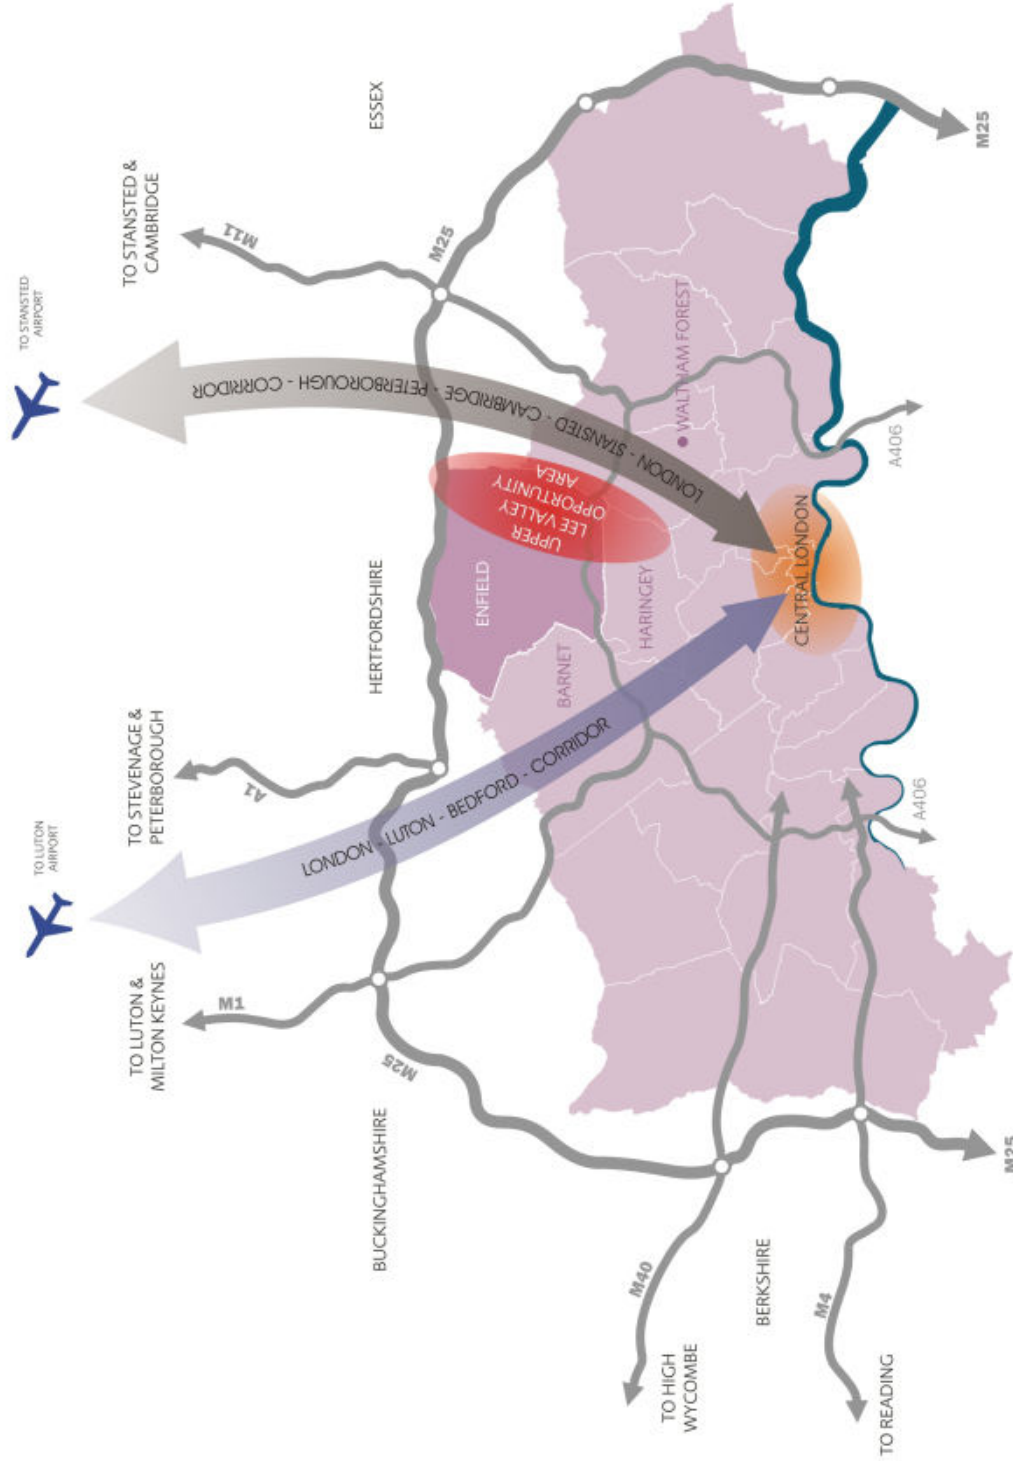 TO LUTON
AIRPORT
TO STANSTED
AIRPORT
TO LUTON &
MILTON KEYNES
TO STEVENAGE &
PETERBOROUGH
TO STANSTED &
CAMBRIDGE
M1
A1
M11
BUCKINGHAMSHIRE
HERTFORDSHIRE
ESSEX
M25
M25
LONDON - LUTON - BEDFORD - CORRIDOR
LONDON - STANSTED - CAMBRIDGE - PETERBOROUGH - CORRIDOR
ENFIELD
UPPER
LEE VALLEY
OPPORTUNITY
AREA
BARNET
HARINGEY
WALTHAM FOREST
M40
TO HIGH
WYCOMBE
BERKSHIRE
CENTRAL LONDON
M4
TO READING
A406
A406
M25
M25